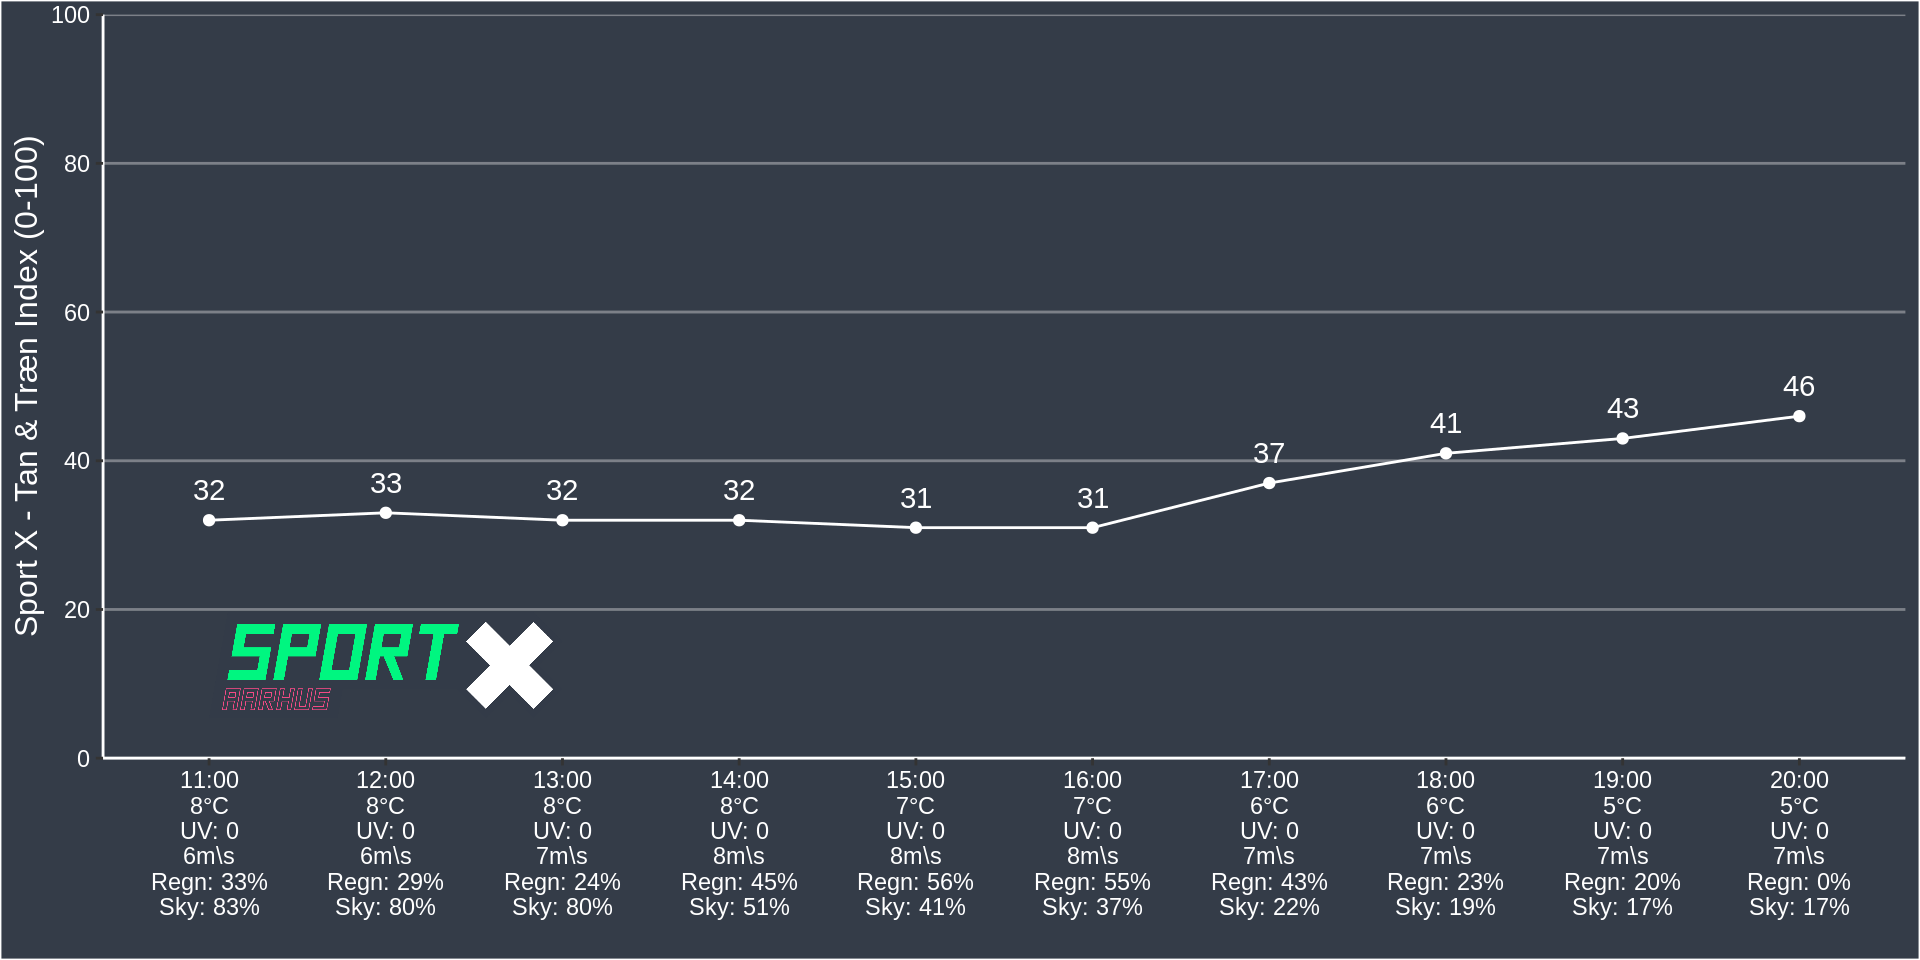 Sport X - Tan & Træn Index (0-100)
100
80
60
40
20
0
32
33
32
32
31
31
37
41
43
46
SPORT X
AARHUS
11:00 12:00 13:00 14:00 15:00 16:00 17:00 18:00 19:00 20:00
8°C 8°C 8°C 8°C 7°C 7°C 6°C 6°C 5°C 5°C
UV: 0 UV: 0 UV: 0 UV: 0 UV: 0 UV: 0 UV: 0 UV: 0 UV: 0 UV: 0
6m\s 6m\s 7m\s 8m\s 8m\s 8m\s 7m\s 7m\s 7m\s 7m\s
Regn: 33% Regn: 29% Regn: 24% Regn: 45% Regn: 56% Regn: 55% Regn: 43% Regn: 23% Regn: 20% Regn: 0%
Sky: 83% Sky: 80% Sky: 80% Sky: 51% Sky: 41% Sky: 37% Sky: 22% Sky: 19% Sky: 17% Sky: 17%